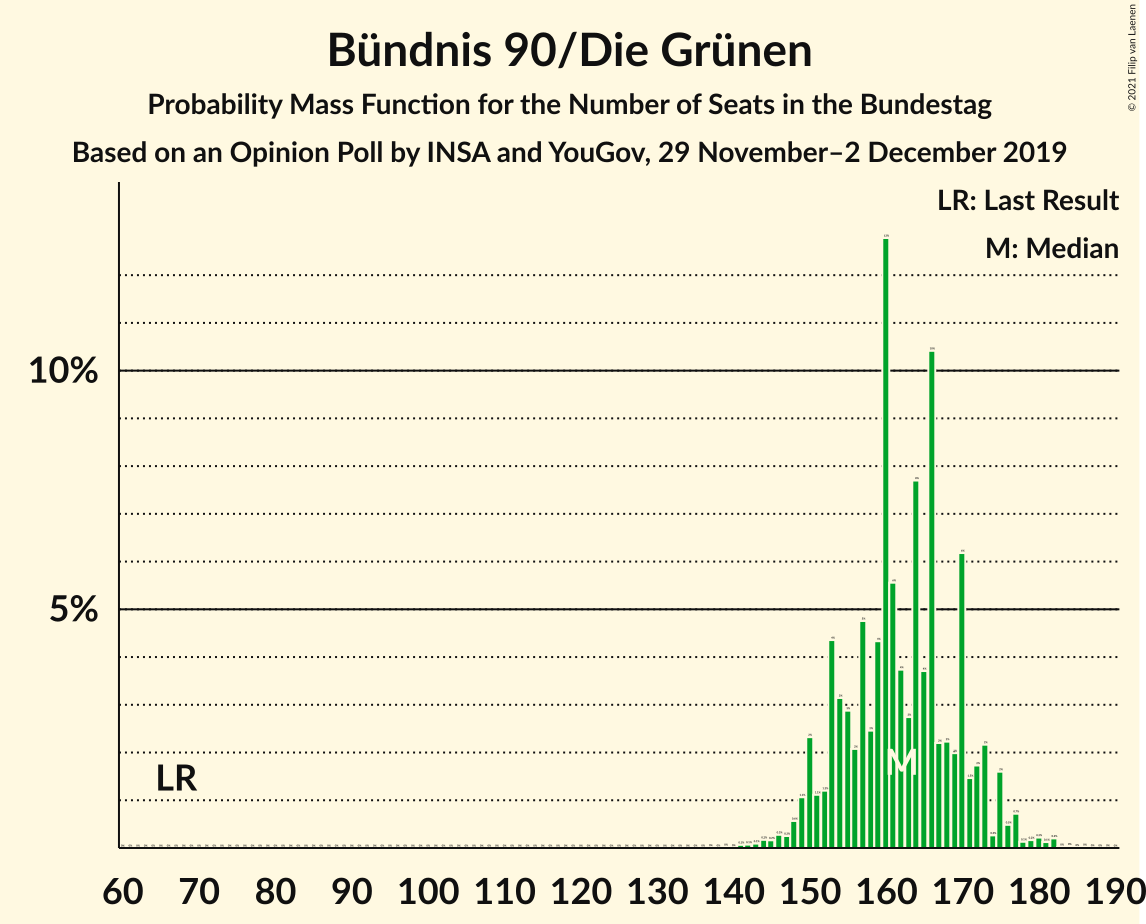 Bündnis 90/Die Grünen
Probability Mass Function for the Number of Seats in the Bundestag
Based on an Opinion Poll by INSA and YouGov, 29 November–2 December 2019
© 2021 Filip van Laenen
LR: Last Result
M: Median
10%
5%
LR
M
60 70 80 90 100 110 120 130 140 150 160 170 180 190